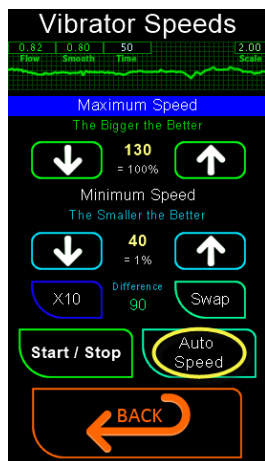 Vibrator Speeds
0.82 0.80 50 2.00
Flow Smooth Time Scale
Maximum Speed
The Bigger the Better
130
= 100%
Minimum Speed
The Smaller the Better
40
= 1%
X10
Difference
90
Swap
Start / Stop
Auto
Speed
BACK